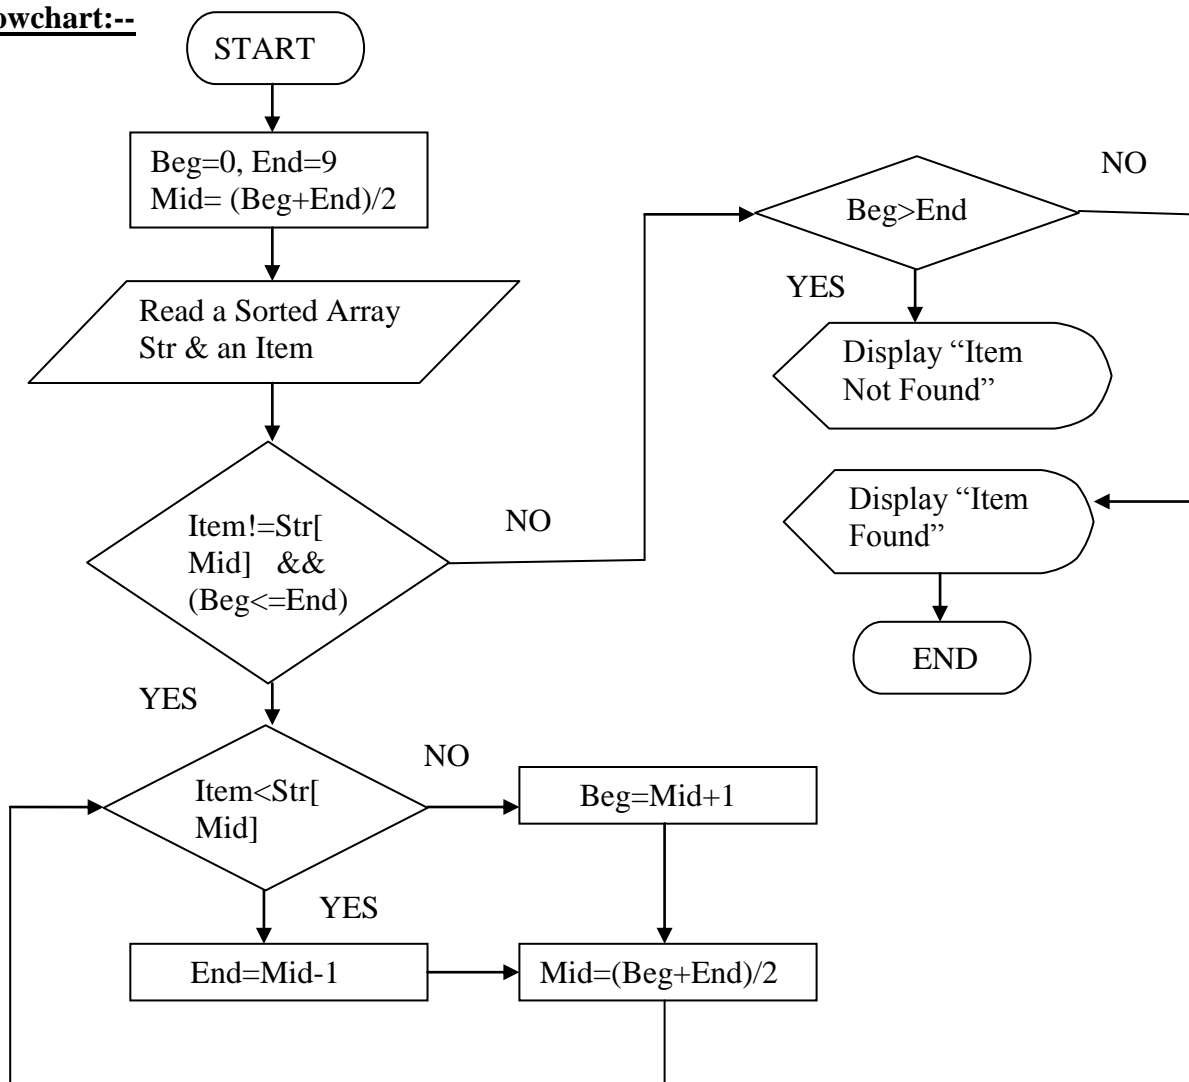 owchart:--
START
Beg=0, End=9
Mid= (Beg+End)/2
Read a Sorted Array
Str & an Item
Item!=Str[
Mid] &&
(Beg<=End)
NO
YES
Item<Str[
Mid]
NO
Beg=Mid+1
YES
End=Mid-1
Mid=(Beg+End)/2
Beg>End
NO
YES
Display “Item
Not Found”
Display “Item
Found”
END